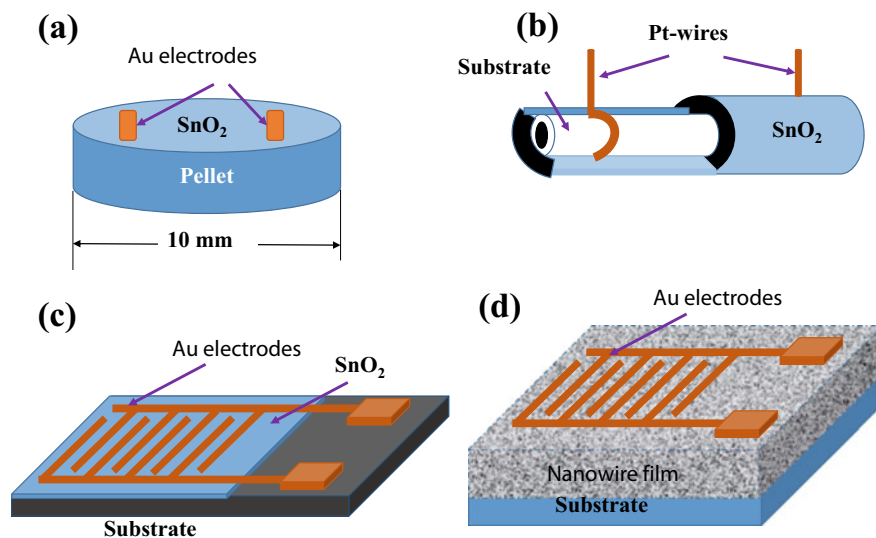 (a)
Au electrodes
SnO₂
Pellet
10 mm
(b)
Pt-wires
Substrate
SnO₂
(c)
Au electrodes
SnO₂
Substrate
(d)
Au electrodes
Nanowire film
Substrate